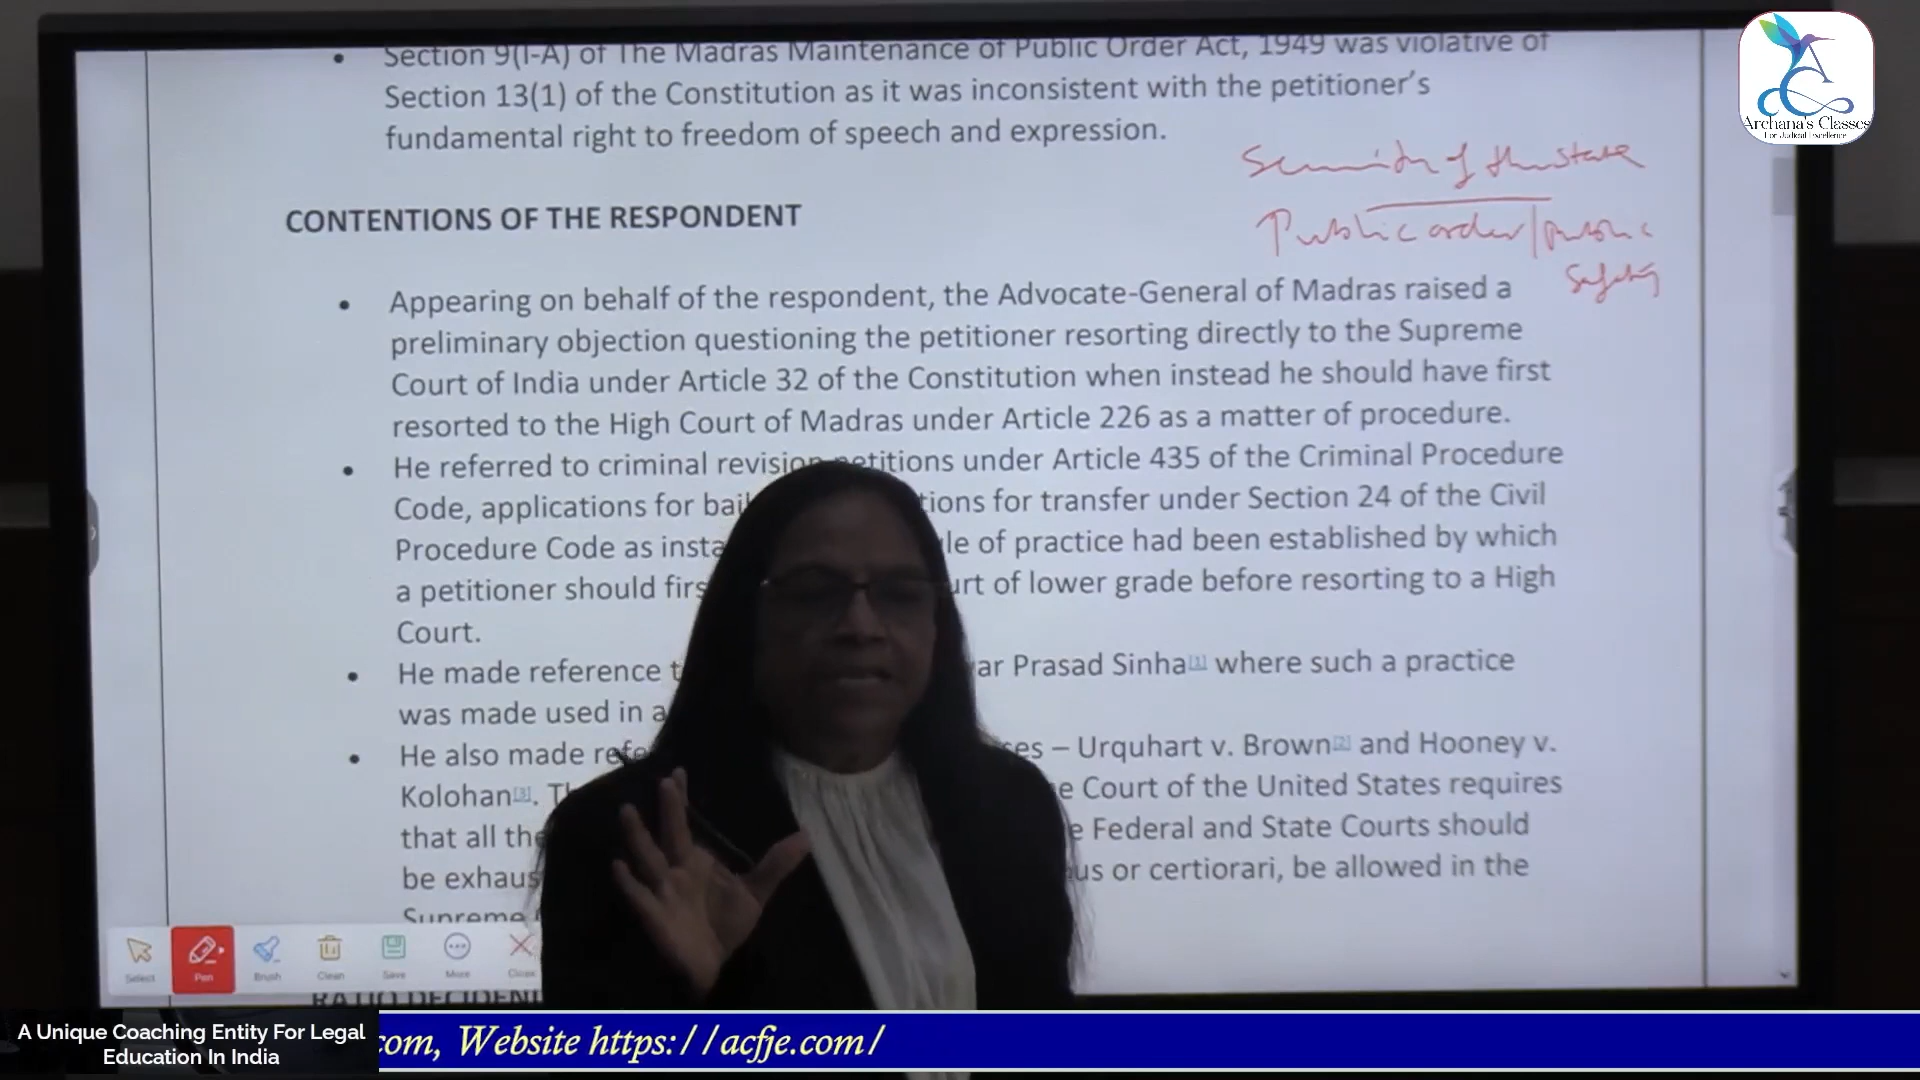 Section 9(I-A) of The Madras Maintenance of Public Order Act, 1949 was violative of
Section 13(1) of the Constitution as it was inconsistent with the petitioner's
fundamental right to freedom of speech and expression.
Security of the state
Public order/public
safety
CONTENTIONS OF THE RESPONDENT
Appearing on behalf of the respondent, the Advocate-General of Madras raised a
preliminary objection questioning the petitioner resorting directly to the Supreme
Court of India under Article 32 of the Constitution when instead he should have first
resorted to the High Court of Madras under Article 226 as a matter of procedure.
He referred to criminal revision petitions under Article 435 of the Criminal Procedure
Code, applications for bai tions for transfer under Section 24 of the Civil
Procedure Code as insta le of practice had been established by which
a petitioner should firs urt of lower grade before resorting to a High
Court.
He made reference t ar Prasad Sinha[1] where such a practice
was made used in a
He also made refe es – Urquhart v. Brown[2] and Hooney v.
Kolohan[3]. T e Court of the United States requires
that all the e Federal and State Courts should
be exhaus us or certiorari, be allowed in the
Supreme
RATIO DECIDEN
Select Pen Brush Clean Save More Close
Archana's Classes
For Judicial Excellence
A Unique Coaching Entity For Legal
Education In India
com, Website https://acfje.com/